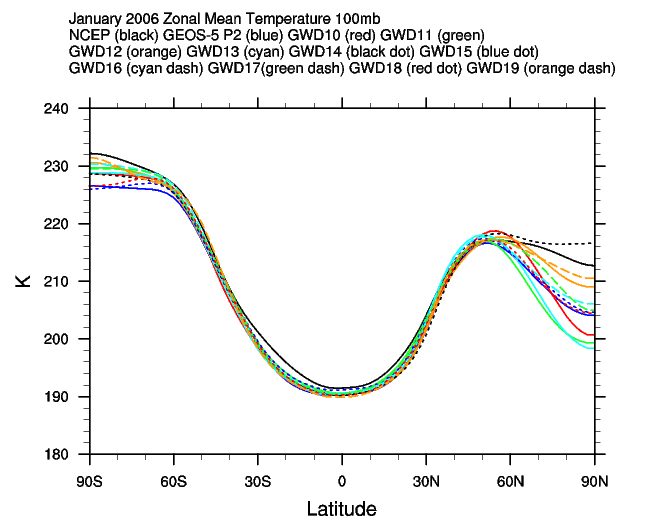 January 2006 Zonal Mean Temperature 100mb
NCEP (black) GEOS-5 P2 (blue) GWD10 (red) GWD11 (green)
GWD12 (orange) GWD13 (cyan) GWD14 (black dot) GWD15 (blue dot)
GWD16 (cyan dash) GWD17(green dash) GWD18 (red dot) GWD19 (orange dash)
240
230
220
210
200
190
180
K
90S 60S 30S 0 30N 60N 90N
Latitude